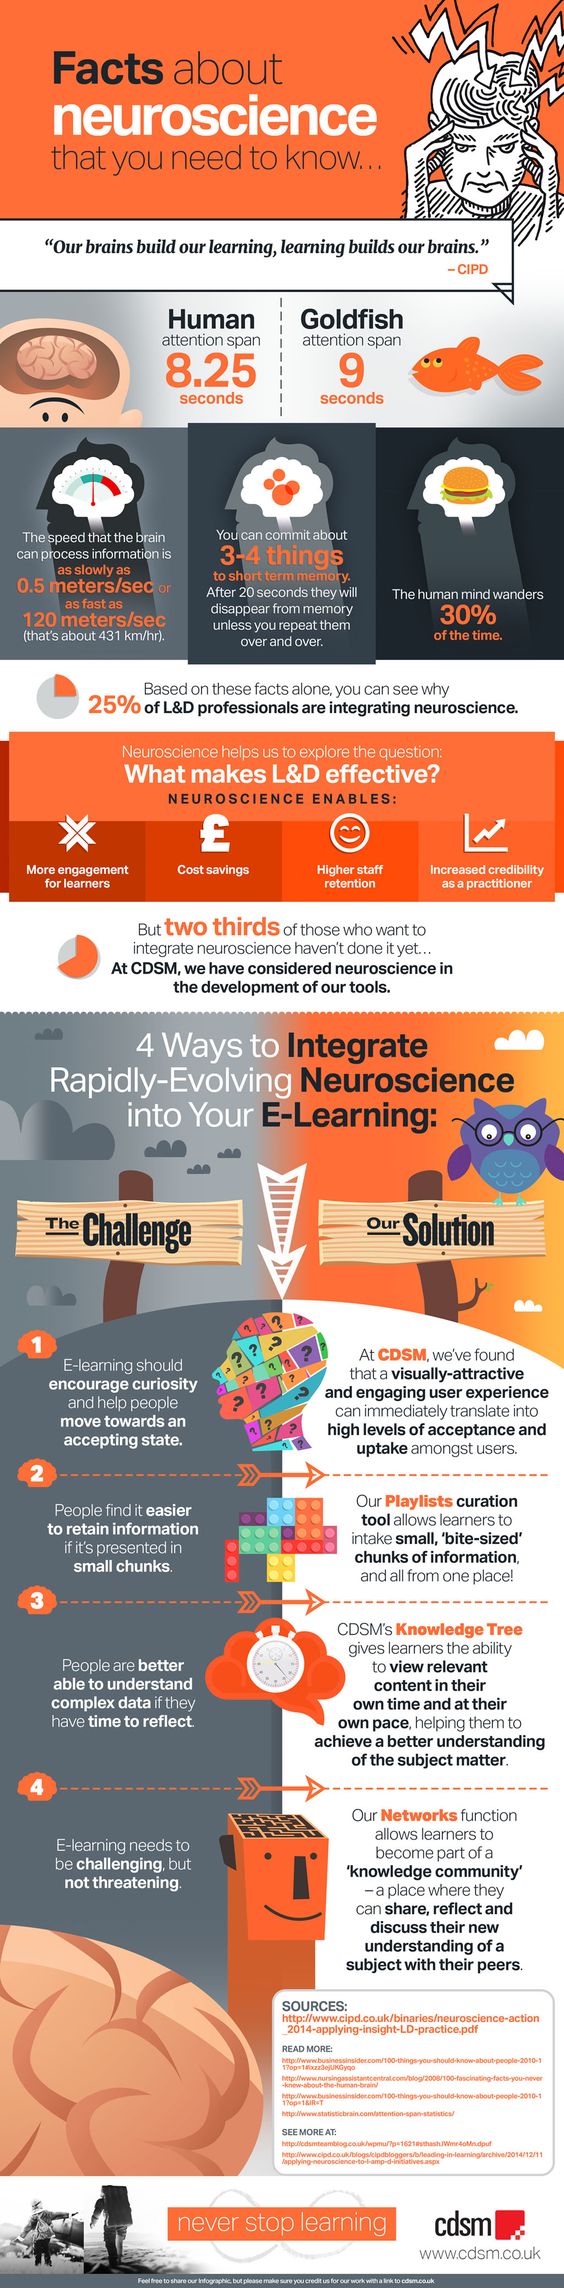 Facts about
neuroscience
that you need to know...
“Our brains build our learning, learning builds our brains.”
– CIPD
Human
attention span
8.25
seconds
Goldfish
attention span
9
seconds
The speed that the brain
can process information is
as slowly as
0.5 meters/sec or
as fast as
120 meters/sec
(that's about 431 km/hr).
You can commit about
3-4 things
to short term memory.
After 20 seconds they will
disappear from memory
unless you repeat them
over and over.
The human mind wanders
30%
of the time.
Based on these facts alone, you can see why
25% of L&D professionals are integrating neuroscience.
Neuroscience helps us to explore the question:
What makes L&D effective?
NEUROSCIENCE ENABLES:
More engagement
for learners
£
Cost savings
Higher staff
retention
Increased credibility
as a practitioner
But two thirds of those who want to
integrate neuroscience haven't done it yet...
At CDSM, we have considered neuroscience in
the development of our tools.
4 Ways to Integrate
Rapidly-Evolving Neuroscience
into Your E-Learning:
The Challenge
Our Solution
1
E-learning should
encourage curiosity
and help people
move towards an
accepting state.
At CDSM, we've found
that a visually-attractive
and engaging user experience
can immediately translate into
high levels of acceptance and
uptake amongst users.
2
People find it easier
to retain information
if it's presented in
small chunks.
Our Playlists curation
tool allows learners to
intake small, 'bite-sized'
chunks of information,
and all from one place!
3
People are better
able to understand
complex data if they
have time to reflect.
CDSM's Knowledge Tree
gives learners the ability
to view relevant
content in their
own time and at their
own pace, helping them to
achieve a better understanding
of the subject matter.
4
E-learning needs to
be challenging, but
not threatening.
Our Networks function
allows learners to
become part of a
'knowledge community'
– a place where they
can share, reflect and
discuss their new
understanding of a
subject with their peers.
SOURCES:
http://www.cipd.co.uk/binaries/neuroscience-action
_2014-applying-insight-LD-practice.pdf
READ MORE:
http://www.businessinsider.com/100-things-you-should-know-about-people-2010-1
1?op=1#ixzz3ejUKGyqo
http://www.nursingassistantcentral.com/blog/2008/100-fascinating-facts-you-never
-knew-about-the-human-brain/
http://www.businessinsider.com/100-things-you-should-know-about-people-2010-1
1?op=1&IR=T
http://www.statisticbrain.com/attention-span-statistics/
SEE MORE AT:
http://cdsmteamblog.co.uk/wpmu/?p=1621#sthash.IWmr4oMn.dpuf
http://www.cipd.co.uk/blogs/cipdbloggers/b/leading-in-learning/archive/2014/12/11
/applying-neuroscience-to-l-amp-d-initiatives.aspx
never stop learning
cdsm
www.cdsm.co.uk
Feel free to share our infographic, but please make sure you credit us for our work with a link to cdsm.co.uk